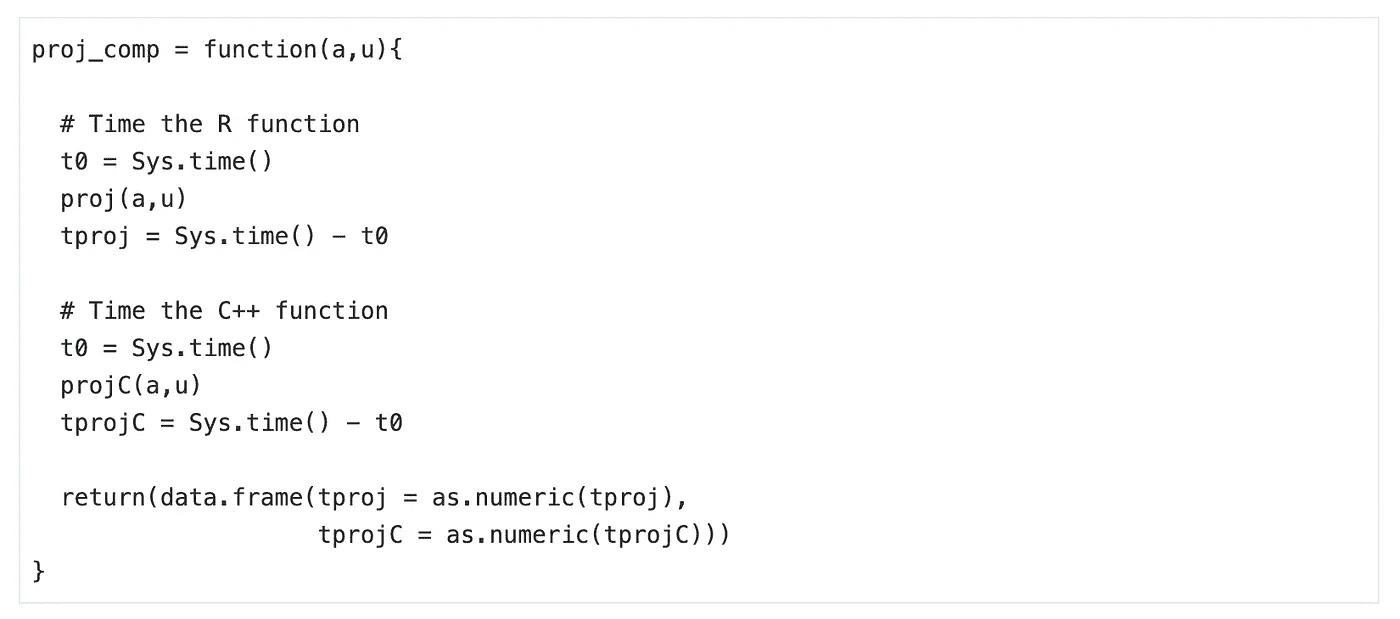 proj_comp = function(a,u){
  # Time the R function
  t0 = Sys.time()
  proj(a,u)
  tproj = Sys.time() – t0
  # Time the C++ function
  t0 = Sys.time()
  projC(a,u)
  tprojC = Sys.time() – t0
  return(data.frame(tproj = as.numeric(tproj),
                    tprojC = as.numeric(tprojC)))
}